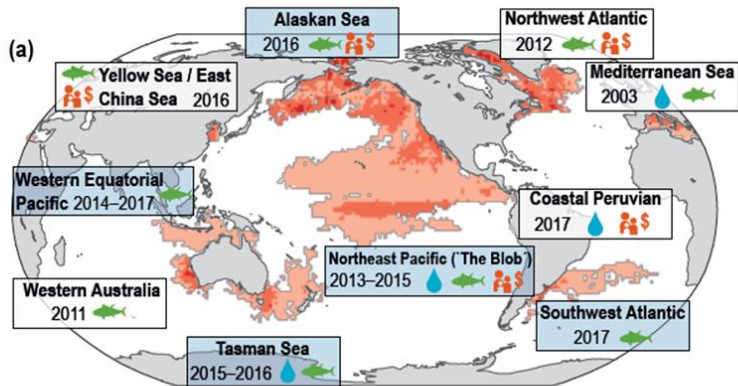 (a)
Alaskan Sea
2016 $
Northwest Atlantic
2012 $
Yellow Sea / East
$ China Sea 2016
Mediterranean Sea
2003
Western Equatorial
Pacific 2014–2017
Coastal Peruvian
2017 $
Northeast Pacific ('The Blob')
2013–2015 $
Western Australia
2011
Southwest Atlantic
2017
Tasman Sea
2015–2016